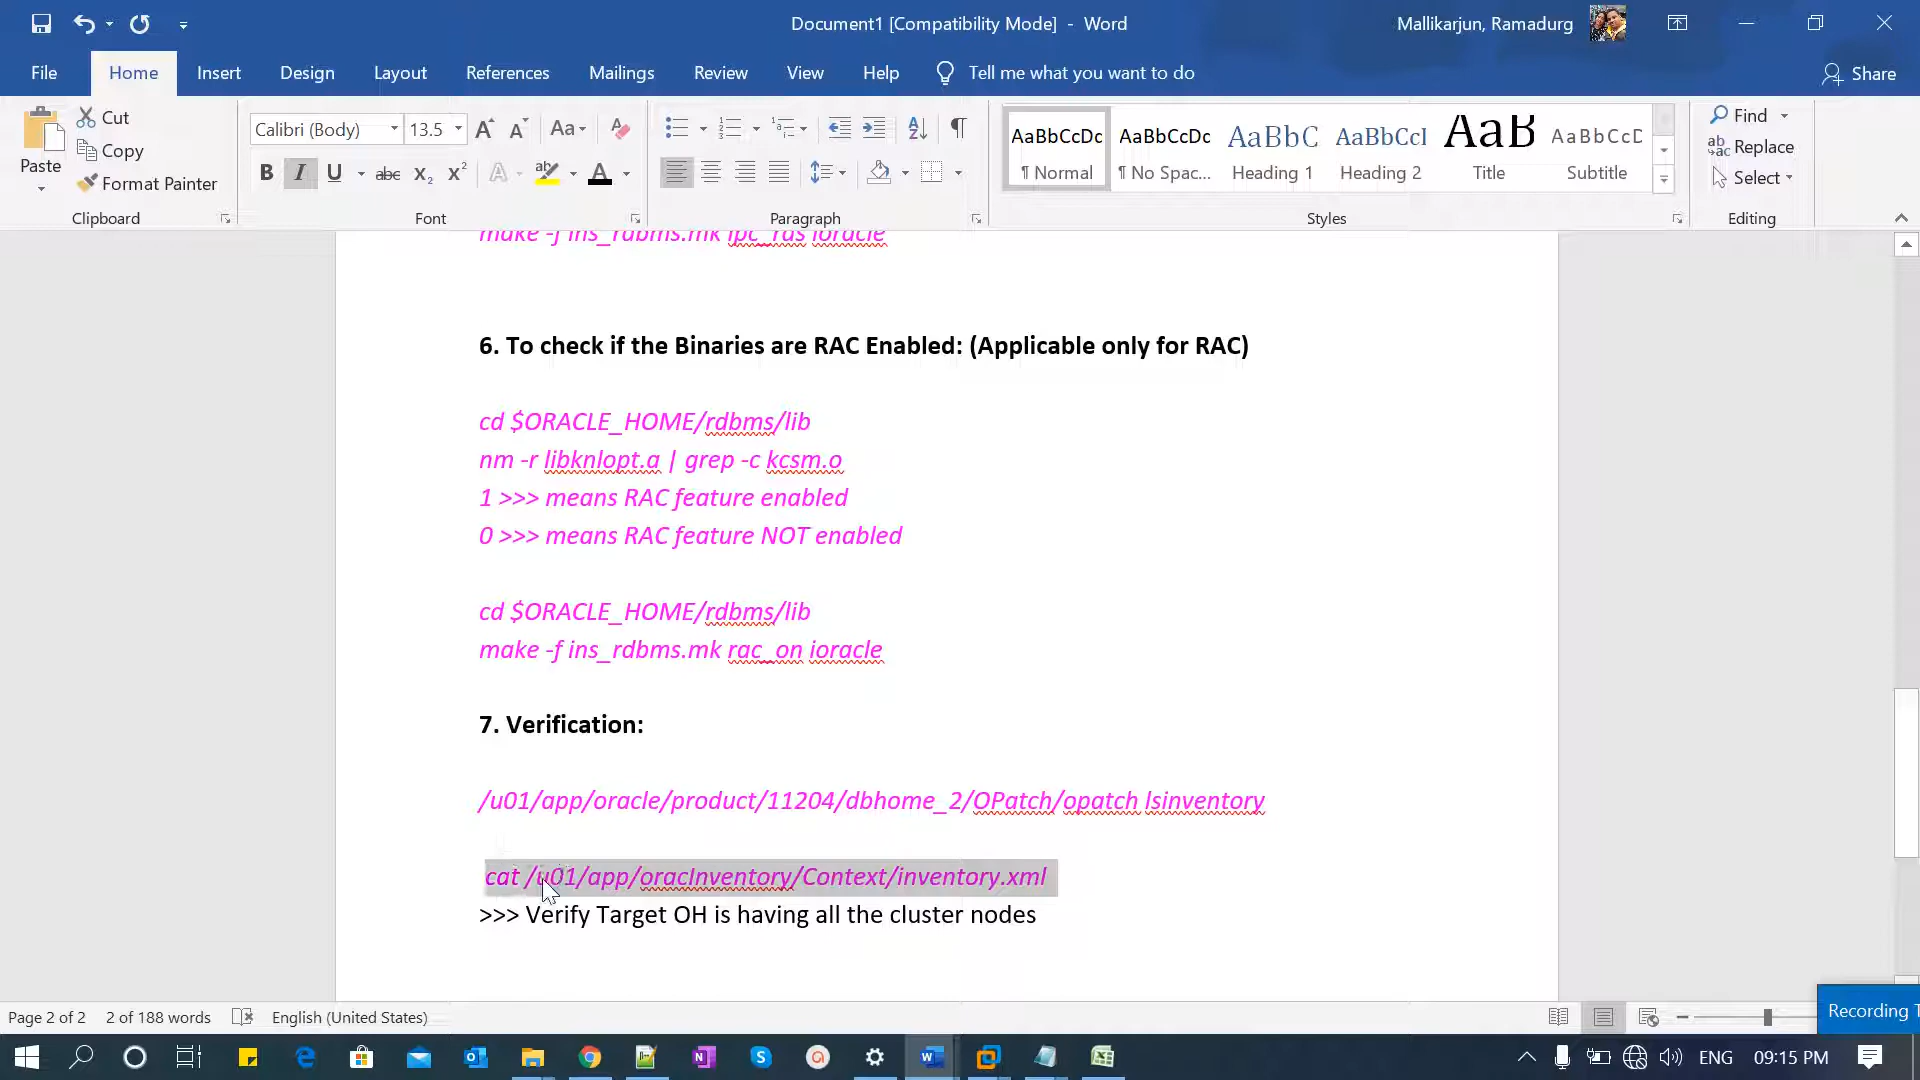 Document1 [Compatibility Mode] - Word
Mallikarjun, Ramadurg
File Home Insert Design Layout References Mailings Review View Help Tell me what you want to do
Share
Paste
Cut
Copy
Format Painter
Clipboard
Calibri (Body) 13.5
Font
Paragraph
AaBbCcDc AaBbCcDc AaBbC AaBbCcI AaB AaBbCcD
¶ Normal ¶ No Spac... Heading 1 Heading 2 Title Subtitle
Styles
Find
Replace
Select
Editing
make -f ins_rdbms.mk ipc_rds ioracle
6. To check if the Binaries are RAC Enabled: (Applicable only for RAC)
cd $ORACLE_HOME/rdbms/lib
nm -r libknlopt.a | grep -c kcsm.o
1 >>> means RAC feature enabled
0 >>> means RAC feature NOT enabled
cd $ORACLE_HOME/rdbms/lib
make -f ins_rdbms.mk rac_on ioracle
7. Verification:
/u01/app/oracle/product/11204/dbhome_2/OPatch/opatch lsinventory
cat /u01/app/oracInventory/Context/inventory.xml
>>> Verify Target OH is having all the cluster nodes
Page 2 of 2 2 of 188 words English (United States)
Recording T
ENG 09:15 PM